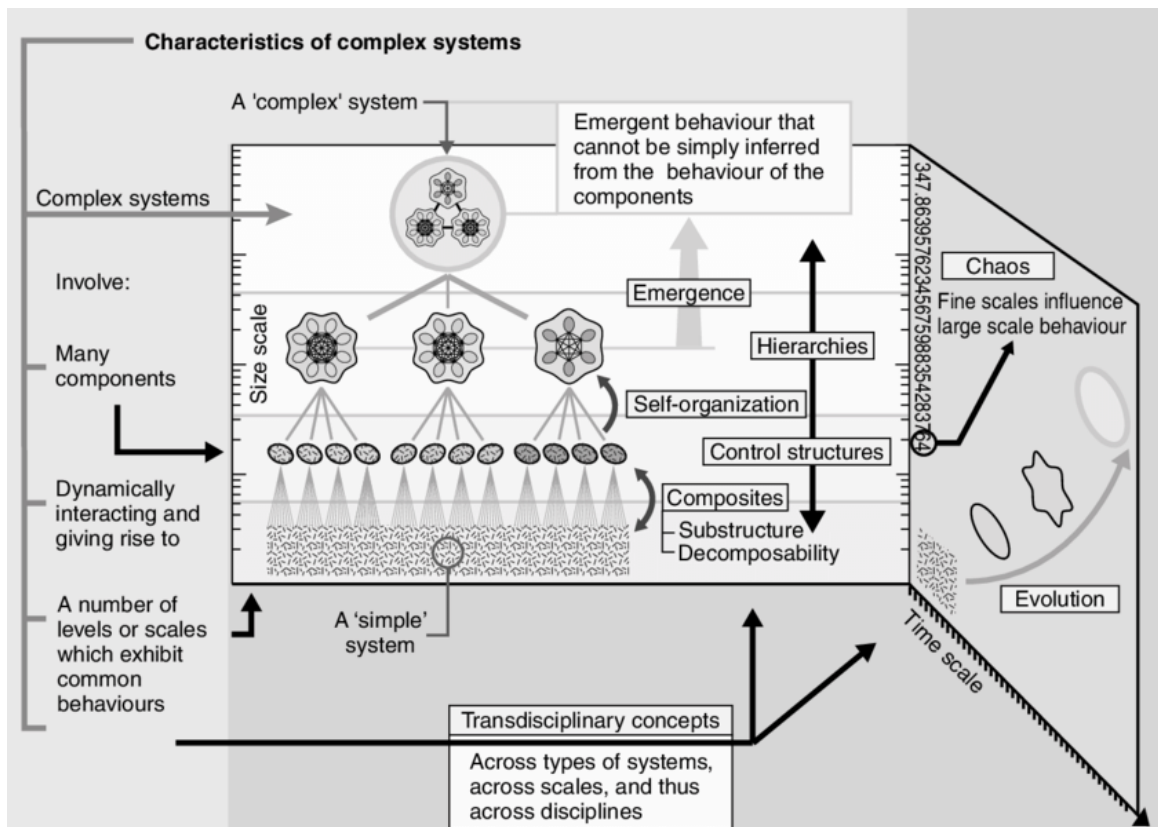 Characteristics of complex systems
A 'complex' system
Emergent behaviour that
cannot be simply inferred
from the behaviour of the
components
Complex systems
Involve:
Many
components
Dynamically
interacting and
giving rise to
A number of
levels or scales
which exhibit
common
behaviours
Size scale
Emergence
Hierarchies
Self-organization
Control structures
Composites
Substructure
Decomposability
A ‘simple’
system
347.86395762345675988354283764
Chaos
Fine scales influence
large scale behaviour
Evolution
Time scale
Transdisciplinary concepts
Across types of systems,
across scales, and thus
across disciplines